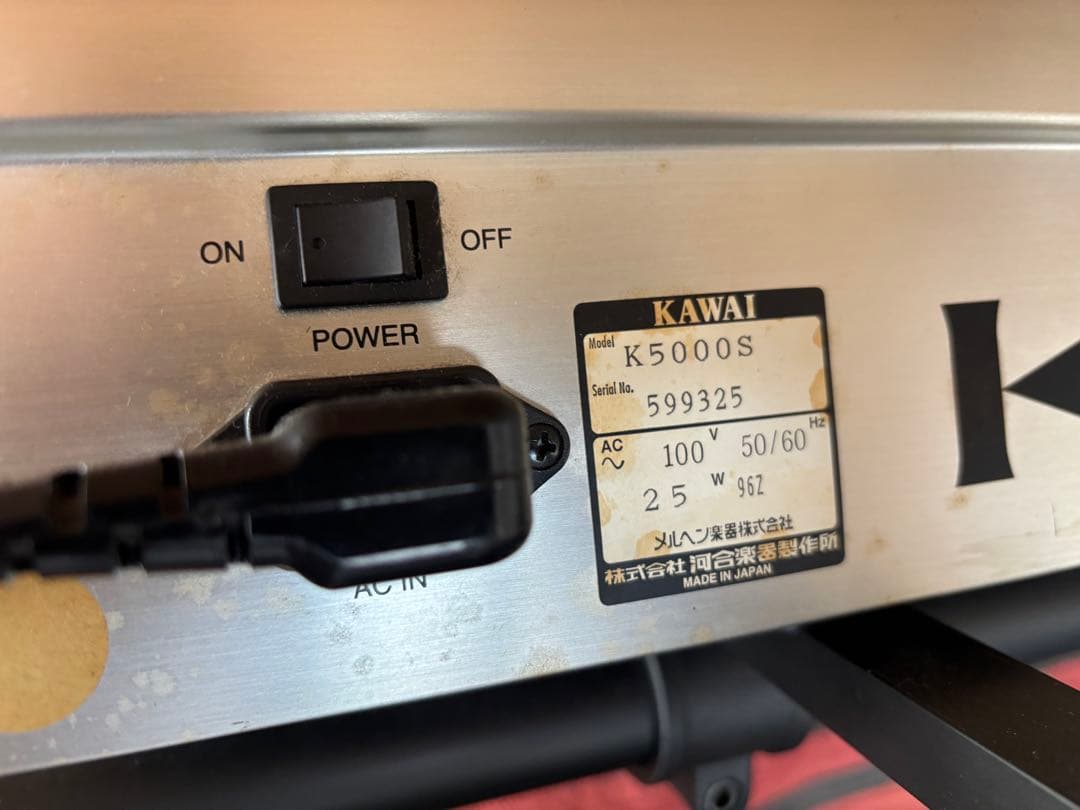 ON
OFF
POWER
AC IN
KAWAI
Model K5000S
Serial No. 599325
AC 100 V 50/60 Hz
25 W 96Z
メルヘン楽器株式会社
株式会社 河合楽器製作所
MADE IN JAPAN
K